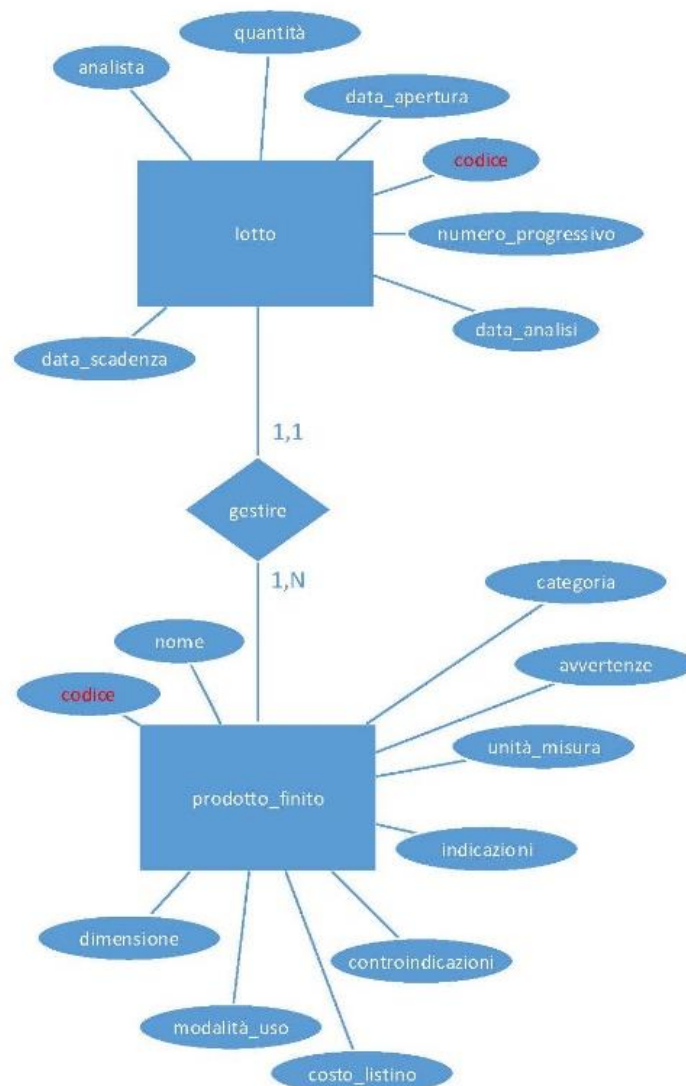 quantità
analista
data_apertura
codice
lotto
numero_progressivo
data_analisi
data_scadenza
1,1
gestire
1,N
categoria
nome
avvertenze
codice
unità_misura
prodotto_finito
indicazioni
dimensione
controindicazioni
modalità_uso
costo_listino